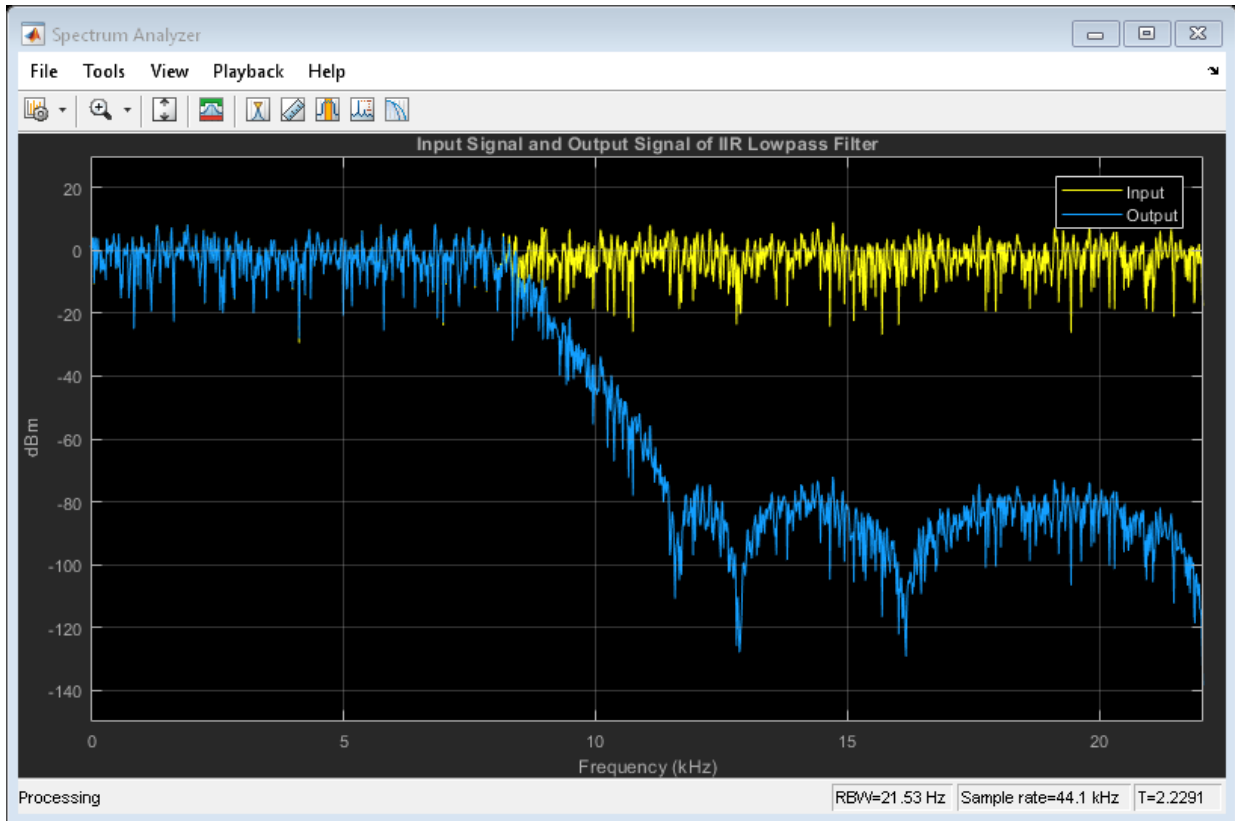 Spectrum Analyzer
File Tools View Playback Help
Input Signal and Output Signal of IIR Lowpass Filter
Input
Output
20
0
-20
-40
-60
-80
-100
-120
-140
dBm
0 5 10 15 20
Frequency (kHz)
Processing RBW=21.53 Hz Sample rate=44.1 kHz T=2.2291